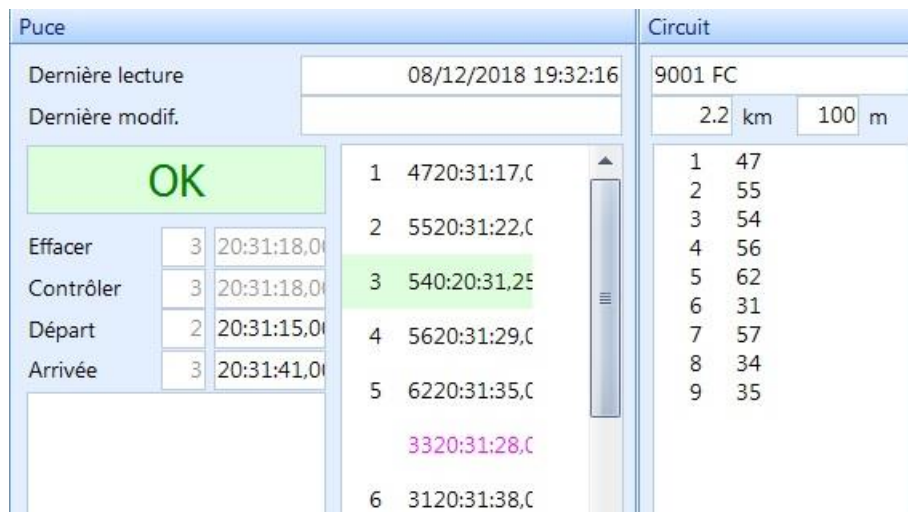 Puce
Dernière lecture 08/12/2018 19:32:16
Dernière modif.
OK
Effacer 3 20:31:18,0
Contrôler 3 20:31:18,0
Départ 2 20:31:15,0
Arrivée 3 20:31:41,0
1 4720:31:17,0
2 5520:31:22,0
3 540:20:31,25
4 5620:31:29,0
5 6220:31:35,0
3320:31:28,0
6 3120:31:38,0
Circuit
9001 FC
2.2 km 100 m
1 47
2 55
3 54
4 56
5 62
6 31
7 57
8 34
9 35